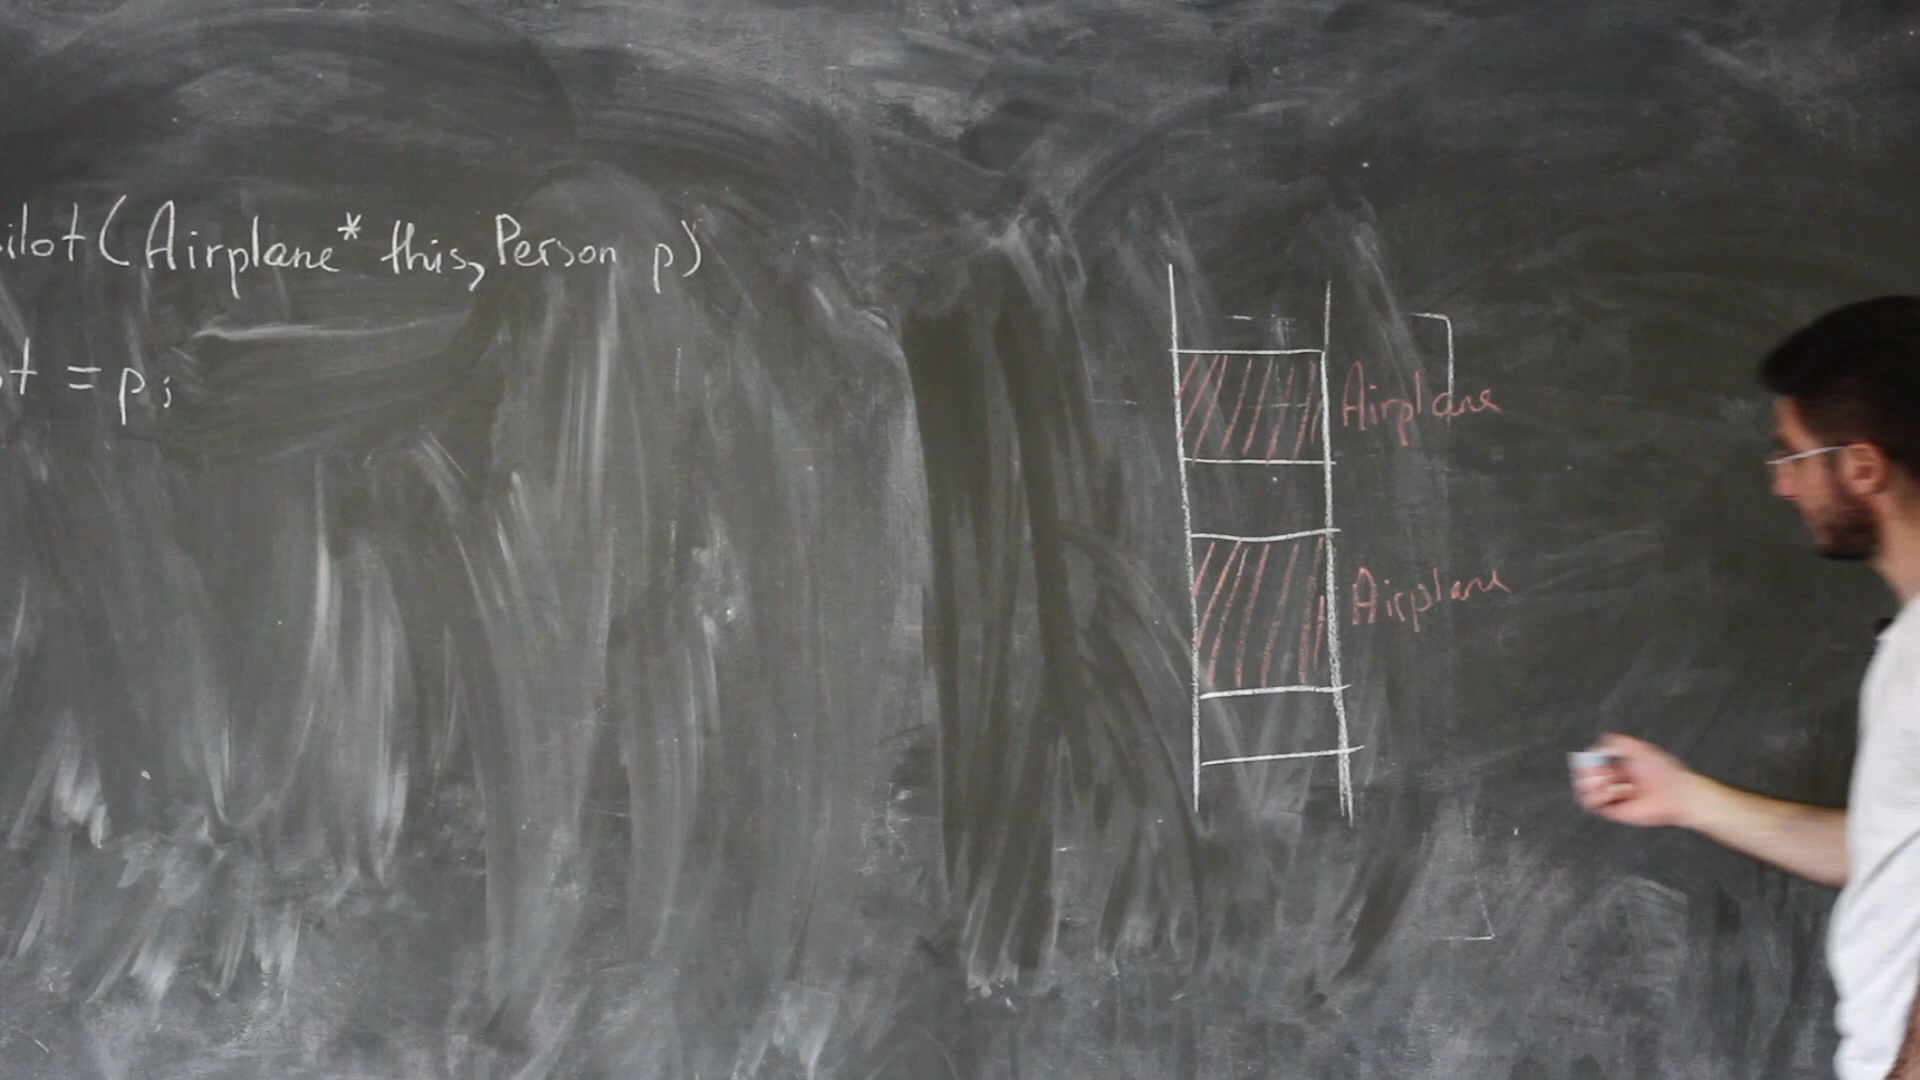 ilot(Airplane* this, Person p)
t = p;
Airplane
Airplane